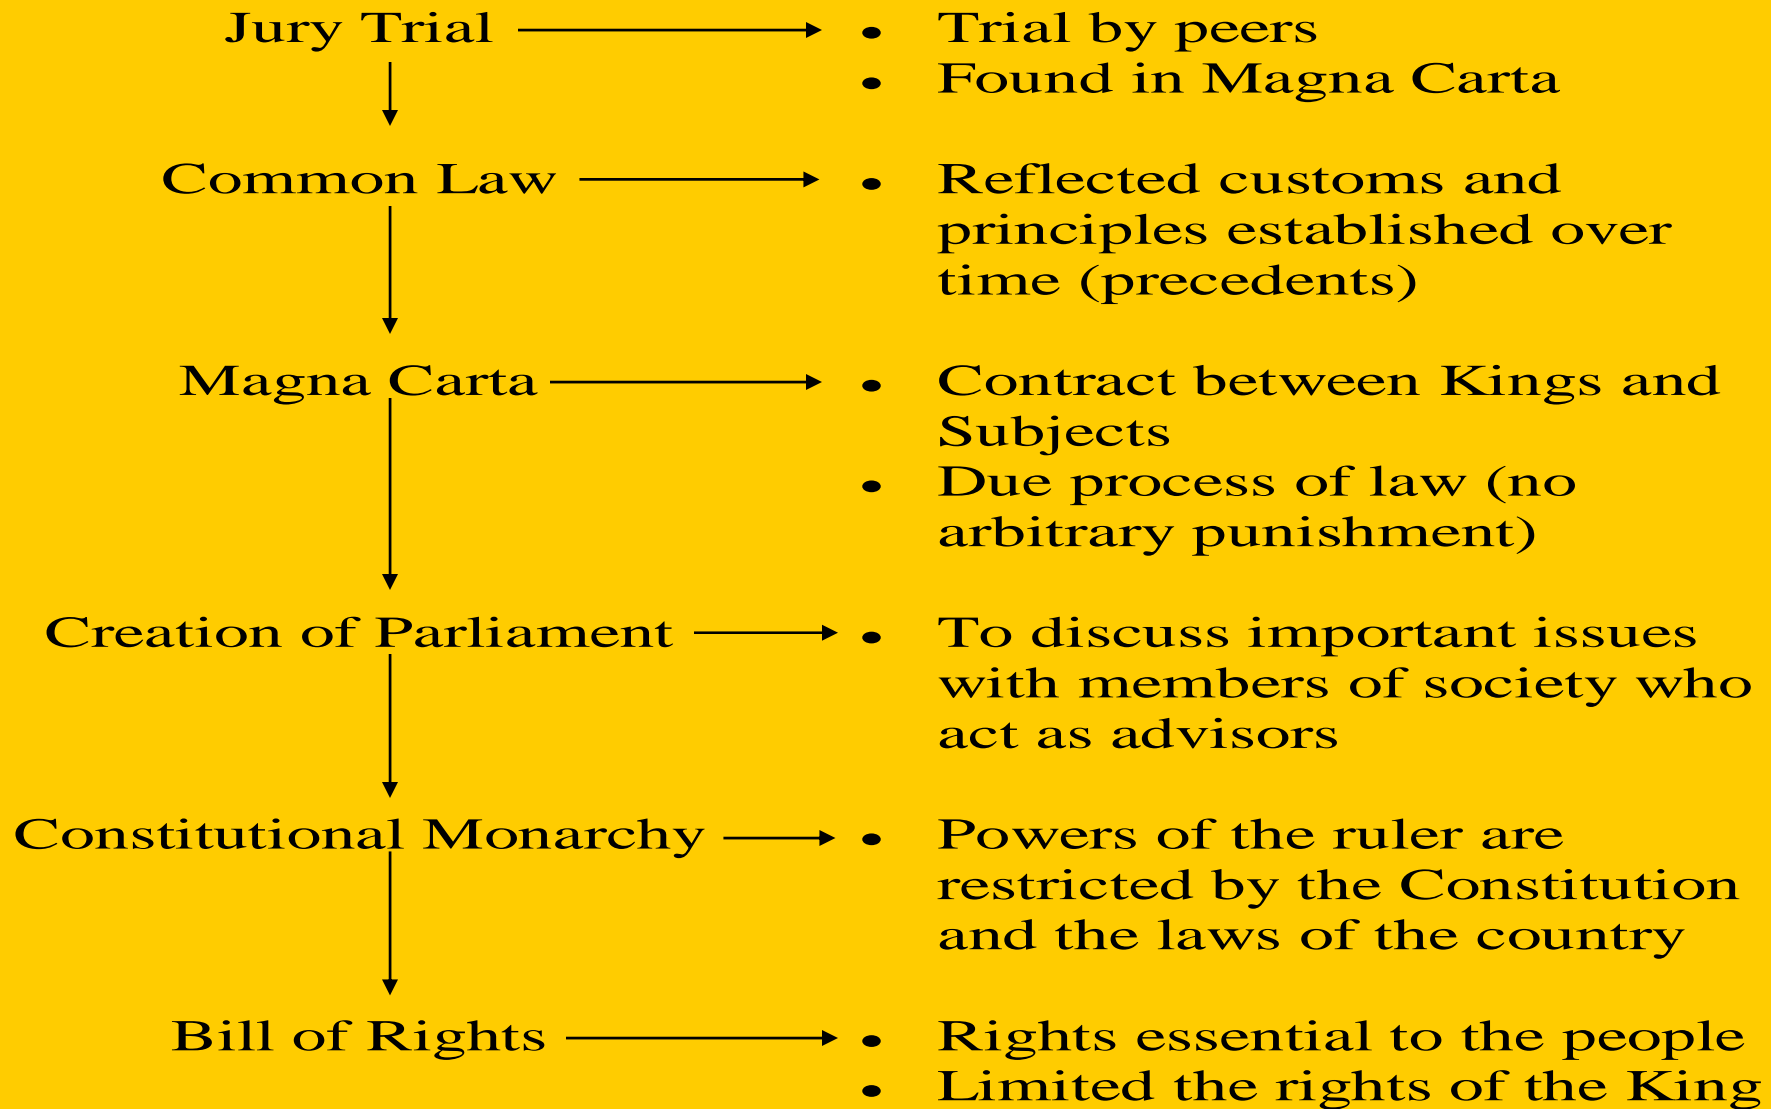 Jury Trial
• Trial by peers
• Found in Magna Carta
Common Law
• Reflected customs and
principles established over
time (precedents)
Magna Carta
• Contract between Kings and
Subjects
• Due process of law (no
arbitrary punishment)
Creation of Parliament
• To discuss important issues
with members of society who
act as advisors
Constitutional Monarchy
• Powers of the ruler are
restricted by the Constitution
and the laws of the country
Bill of Rights
• Rights essential to the people
• Limited the rights of the King